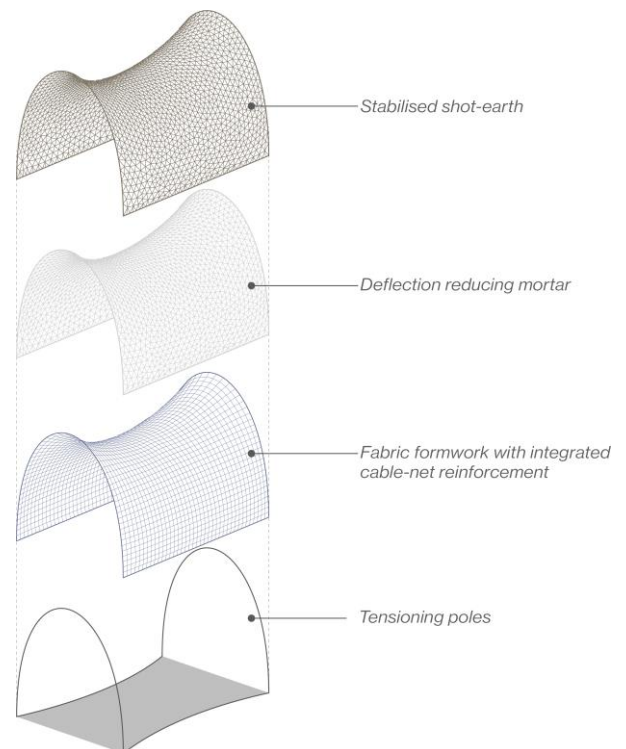 Stabilised shot-earth
Deflection reducing mortar
Fabric formwork with integrated
cable-net reinforcement
Tensioning poles